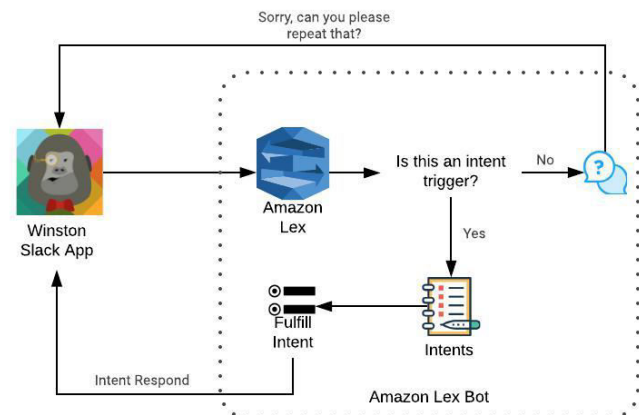 Sorry, can you please
repeat that?
Winston
Slack App
Amazon
Lex
Is this an intent
trigger?
No
?
Yes
Intents
Fulfill
Intent
Intent Respond
Amazon Lex Bot